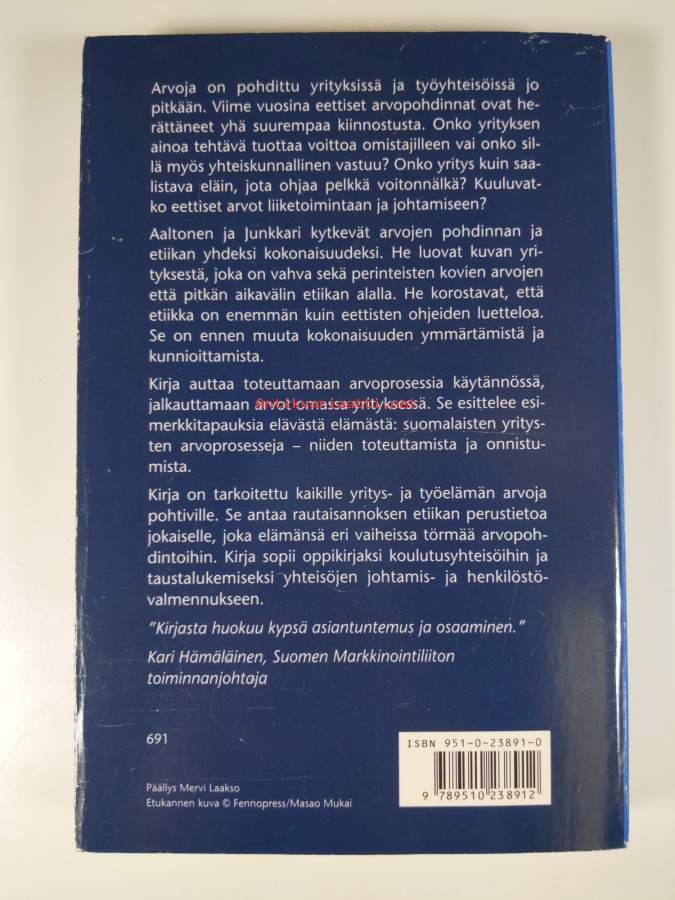 Arvoja on pohdittu yrityksissä ja työyhteisöissä jo
pitkään. Viime vuosina eettiset arvopohdinnat ovat he-
rättäneet yhä suurempaa kiinnostusta. Onko yrityksen
ainoa tehtävä tuottaa voittoa omistajilleen vai onko sil-
lä myös yhteiskunnallinen vastuu? Onko yritys kuin saa-
listava eläin, jota ohjaa pelkkä voitonnälkä? Kuuluvat-
ko eettiset arvot liiketoimintaan ja johtamiseen?
Aaltonen ja Junkkari kytkevät arvojen pohdinnan ja
etiikan yhdeksi kokonaisuudeksi. He luovat kuvan yri-
tyksestä, joka on vahva sekä perinteisten kovien arvojen
että pitkän aikavälin etiikan alalla. He korostavat, että
etiikka on enemmän kuin eettisten ohjeiden luetteloa.
Se on ennen muuta kokonaisuuden ymmärtämistä ja
kunnioittamista.
Kirja auttaa toteuttamaan arvoprosessia käytännössä,
jalkauttamaan arvot omassa yrityksessä. Se esittelee esi-
merkkitapauksia elävästä elämästä: suomalaisten yritys-
ten arvoprosesseja – niiden toteuttamista ja onnistu-
mista.
Kirja on tarkoitettu kaikille yritys- ja työelämän arvoja
pohtiville. Se antaa rautaisannoksen etiikan perustietoa
jokaiselle, joka elämänsä eri vaiheissa törmää arvopoh-
dintoihin. Kirja sopii oppikirjaksi koulutusyhteisöihin ja
taustalukemiseksi yhteisöjen johtamis- ja henkilöstö-
valmennukseen.
"Kirjasta huokuu kypsä asiantuntemus ja osaaminen."
Kari Hämäläinen, Suomen Markkinointiliiton
toiminnanjohtaja
691
ISBN 951-0-23891-0
9 789510 238912
Päällys Mervi Laakso
Etukannen kuva © Fennopress/Masao Mukai